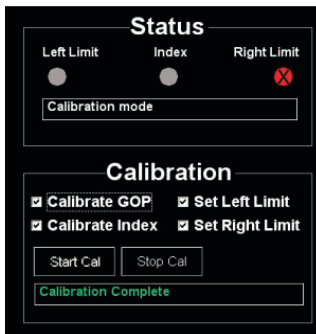 Status
Left Limit Index Right Limit
X
Calibration mode
Calibration
Calibrate GOP Set Left Limit
Calibrate Index Set Right Limit
Start Cal Stop Cal
Calibration Complete